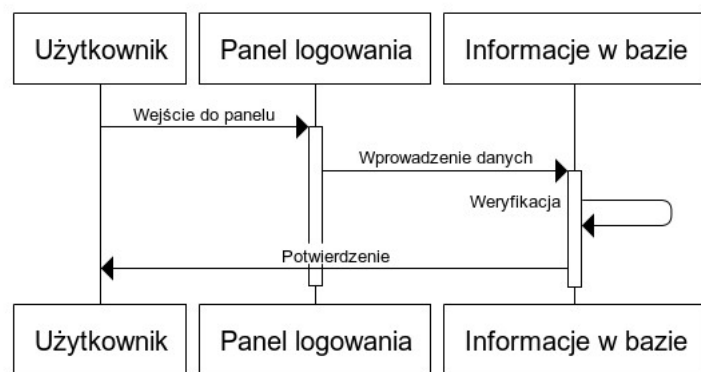 Użytkownik
Panel logowania
Informacje w bazie
Wejście do panelu
Wprowadzenie danych
Weryfikacja
Potwierdzenie
Użytkownik
Panel logowania
Informacje w bazie